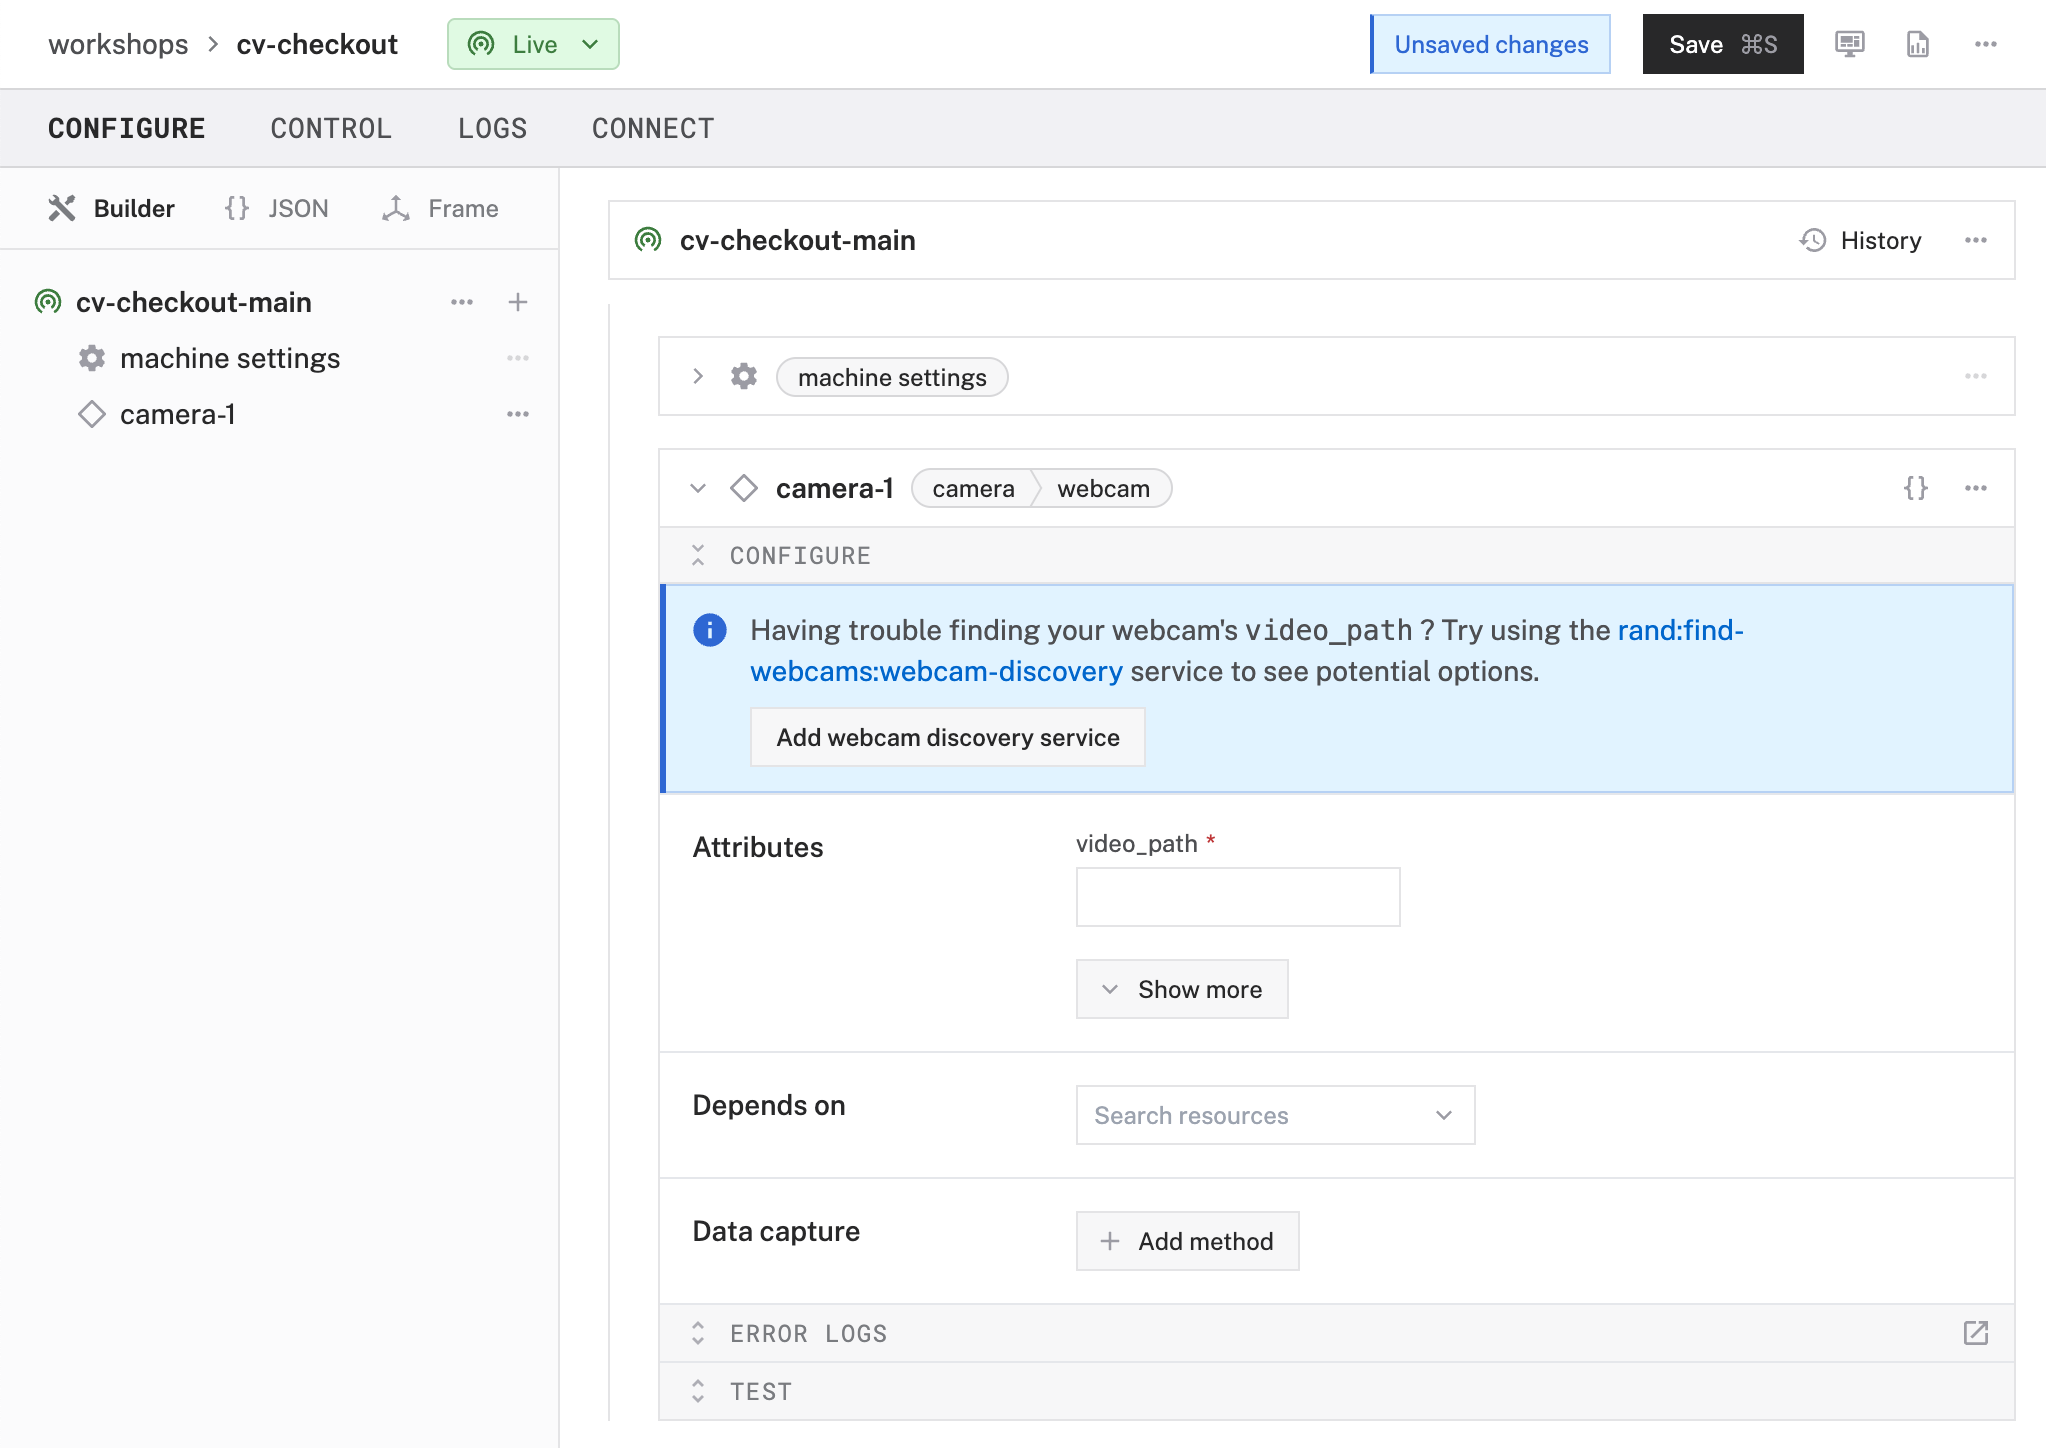 workshops > cv-checkout
Live
Unsaved changes
Save ⌘S
CONFIGURE
CONTROL
LOGS
CONNECT
Builder
{} JSON
Frame
cv-checkout-main
machine settings
camera-1
cv-checkout-main
History
machine settings
camera-1
camera
webcam
{}
CONFIGURE
Having trouble finding your webcam's video_path ? Try using the rand:find-
webcams:webcam-discovery service to see potential options.
Add webcam discovery service
Attributes
video_path *
Show more
Depends on
Search resources
Data capture
Add method
ERROR LOGS
TEST